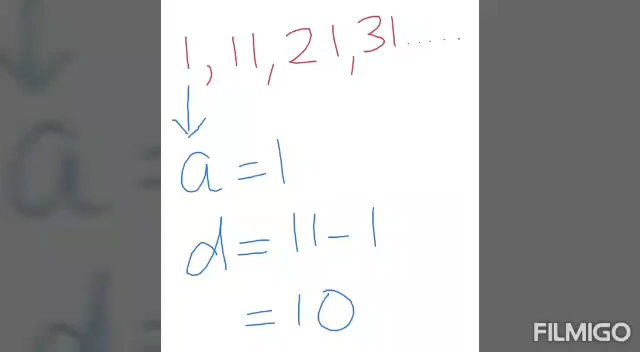 1, 11, 21, 31.....
a = 1
d = 11 - 1
= 10
FILMIGO